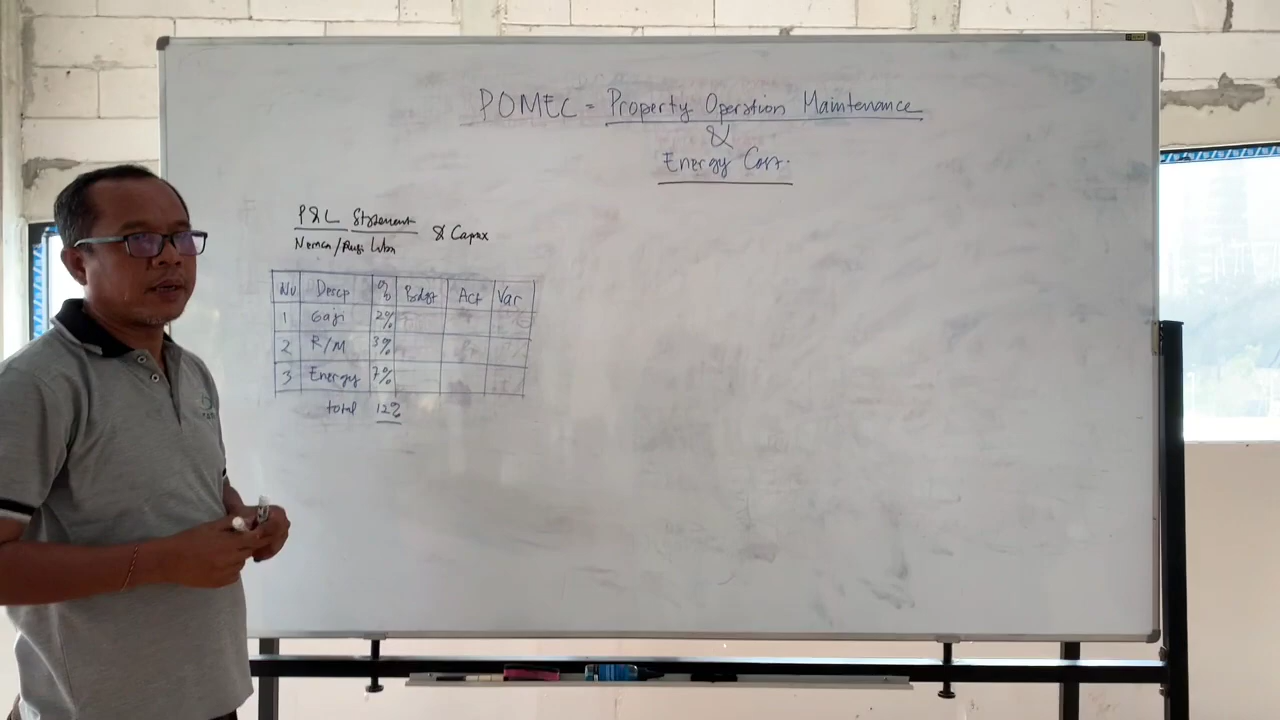 POMEC = Property Operation Maintenance
&
Energy Cost.
P & L Statement & Capex
Neraca / Rugi Laba
No Descp % Budget Act Var
1 Gaji 2%
2 R/M 3%
3 Energy 7%
total 12%